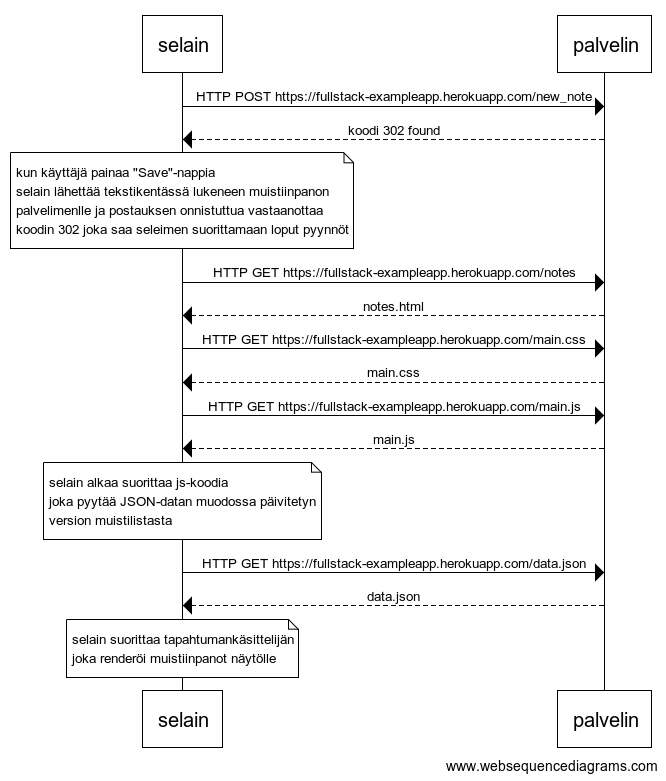 selain
palvelin
HTTP POST https://fullstack-exampleapp.herokuapp.com/new_note
koodi 302 found
kun käyttäjä painaa "Save"-nappia
selain lähettää tekstikentässä lukeneen muistiinpanon
palvelimenlle ja postauksen onnistuttua vastaanottaa
koodin 302 joka saa seleimen suorittamaan loput pyynnöt
HTTP GET https://fullstack-exampleapp.herokuapp.com/notes
notes.html
HTTP GET https://fullstack-exampleapp.herokuapp.com/main.css
main.css
HTTP GET https://fullstack-exampleapp.herokuapp.com/main.js
main.js
selain alkaa suorittaa js-koodia
joka pyytää JSON-datan muodossa päivitetyn
version muistilistasta
HTTP GET https://fullstack-exampleapp.herokuapp.com/data.json
data.json
selain suorittaa tapahtumankäsittelijän
joka renderöi muistiinpanot näytölle
selain
palvelin
www.websequencediagrams.com